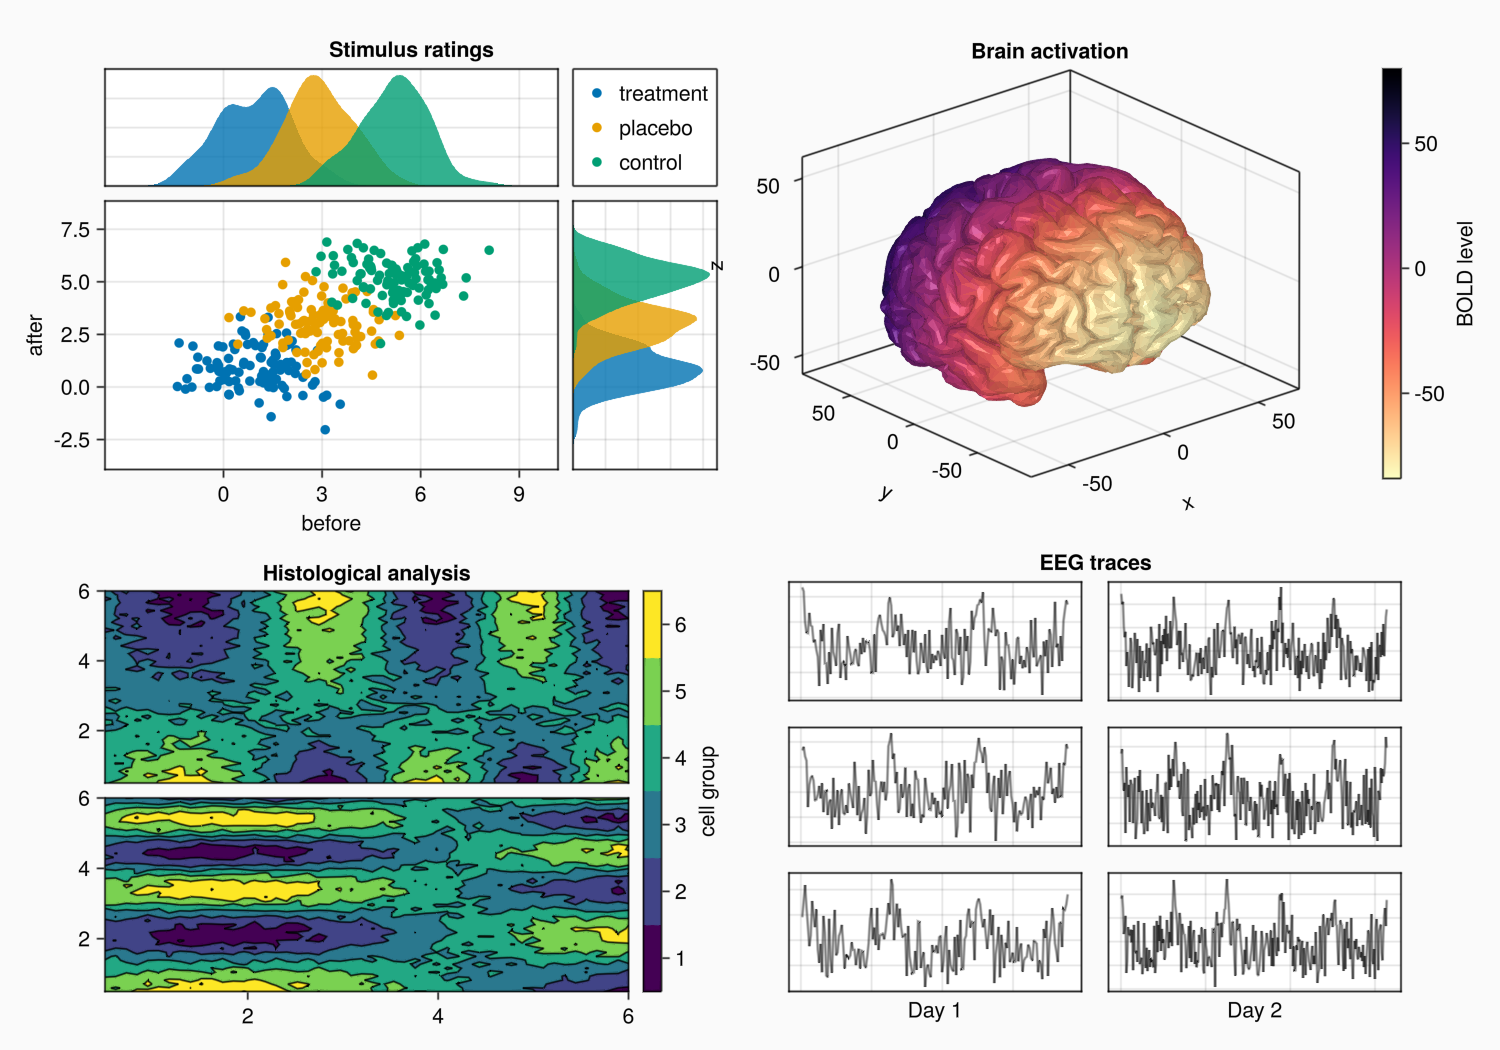 Stimulus ratings
treatment
placebo
control
7.5
5.0
2.5
0.0
-2.5
after
0
3
6
9
before
Brain activation
50
0
-50
z
50
0
-50
y
-50
0
50
x
50
0
-50
BOLD level
Histological analysis
6
4
2
6
4
2
2
4
6
6
5
4
3
2
1
cell group
EEG traces
Day 1
Day 2